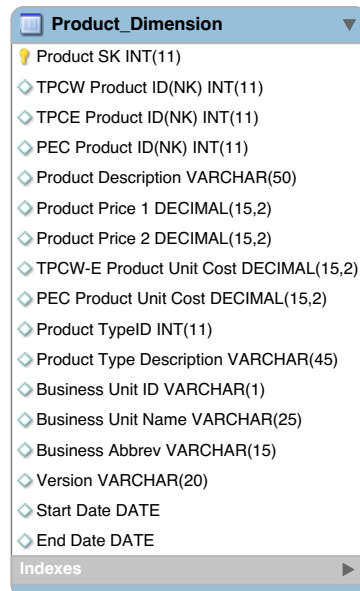 Product_Dimension
Product SK INT(11)
TPCW Product ID(NK) INT(11)
TPCE Product ID(NK) INT(11)
PEC Product ID(NK) INT(11)
Product Description VARCHAR(50)
Product Price 1 DECIMAL(15,2)
Product Price 2 DECIMAL(15,2)
TPCW-E Product Unit Cost DECIMAL(15,2)
PEC Product Unit Cost DECIMAL(15,2)
Product TypeID INT(11)
Product Type Description VARCHAR(45)
Business Unit ID VARCHAR(1)
Business Unit Name VARCHAR(25)
Business Abbrev VARCHAR(15)
Version VARCHAR(20)
Start Date DATE
End Date DATE
Indexes